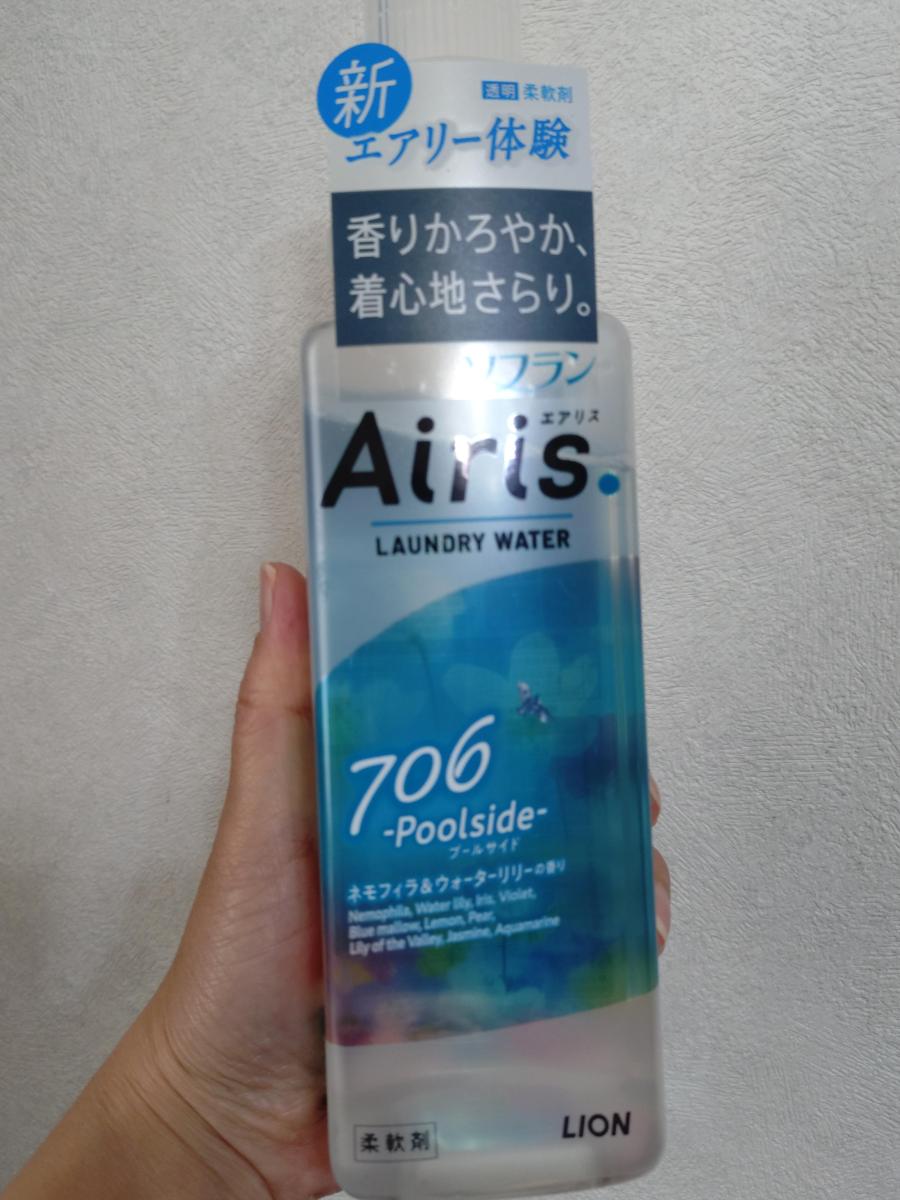 新
透明 柔軟剤
エアリー体験
香りかろやか、
着心地さらり。
ソフラン
エアリス
Airis.
LAUNDRY WATER
706
-Poolside-
プールサイド
ネモフィラ&ウォーターリリーの香り
Nemophila, Water lily, Iris, Violet,
Blue mallow, Lemon, Pear,
Lily of the Valley, Jasmine, Aquamarine
柔軟剤
LION